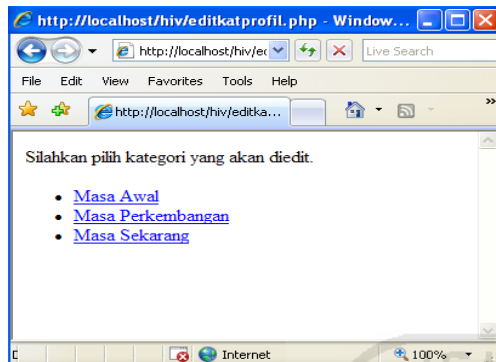 http://localhost/hiv/editkatprofil.php - Window...
http://localhost/hiv/ec
Live Search
File Edit View Favorites Tools Help
http://localhost/hiv/editka...
»
Silahkan pilih kategori yang akan diedit.
• Masa Awal
• Masa Perkembangan
• Masa Sekarang
Internet 100%